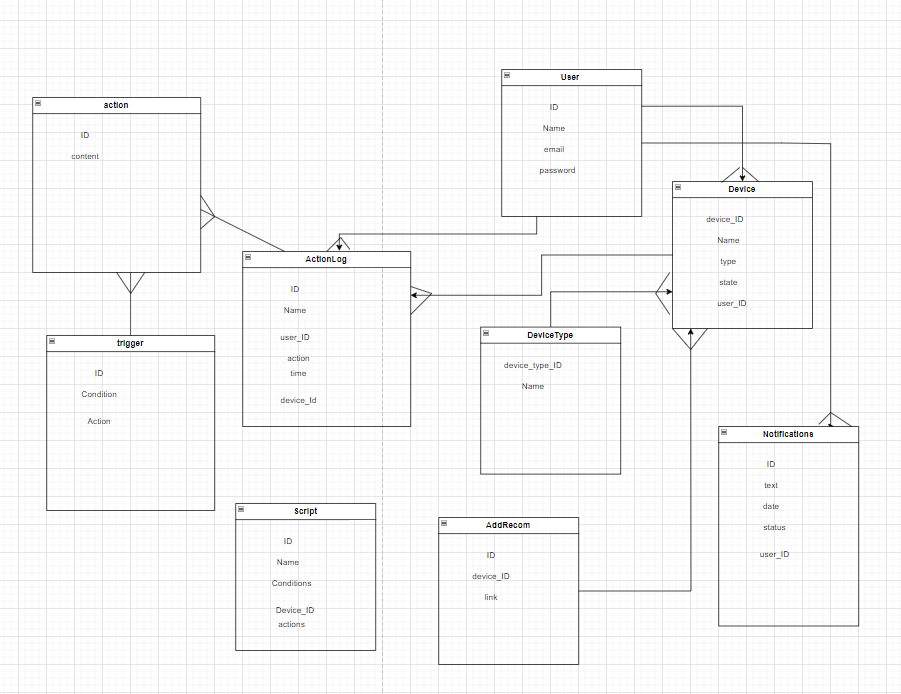 User
ID
Name
email
password
action
ID
content
Device
device_ID
Name
type
state
user_ID
ActionLog
ID
Name
user_ID
action
time
device_Id
DeviceType
device_type_ID
Name
trigger
ID
Condition
Action
Notifications
ID
text
date
status
user_ID
Script
ID
Name
Conditions
Device_ID
actions
AddRecom
ID
device_ID
link